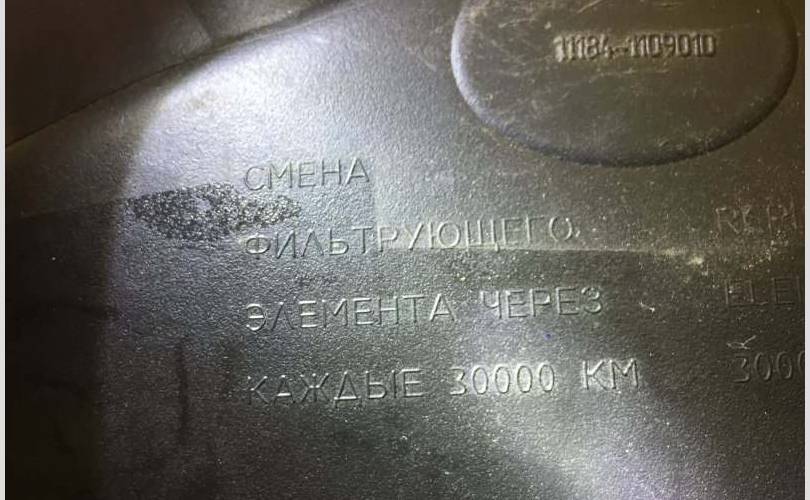 11184-1109010
СМЕНА
ФИЛЬТРУЮЩЕГО
ЭЛЕМЕНТА ЧЕРЕЗ
КАЖДЫЕ 30000 КМ